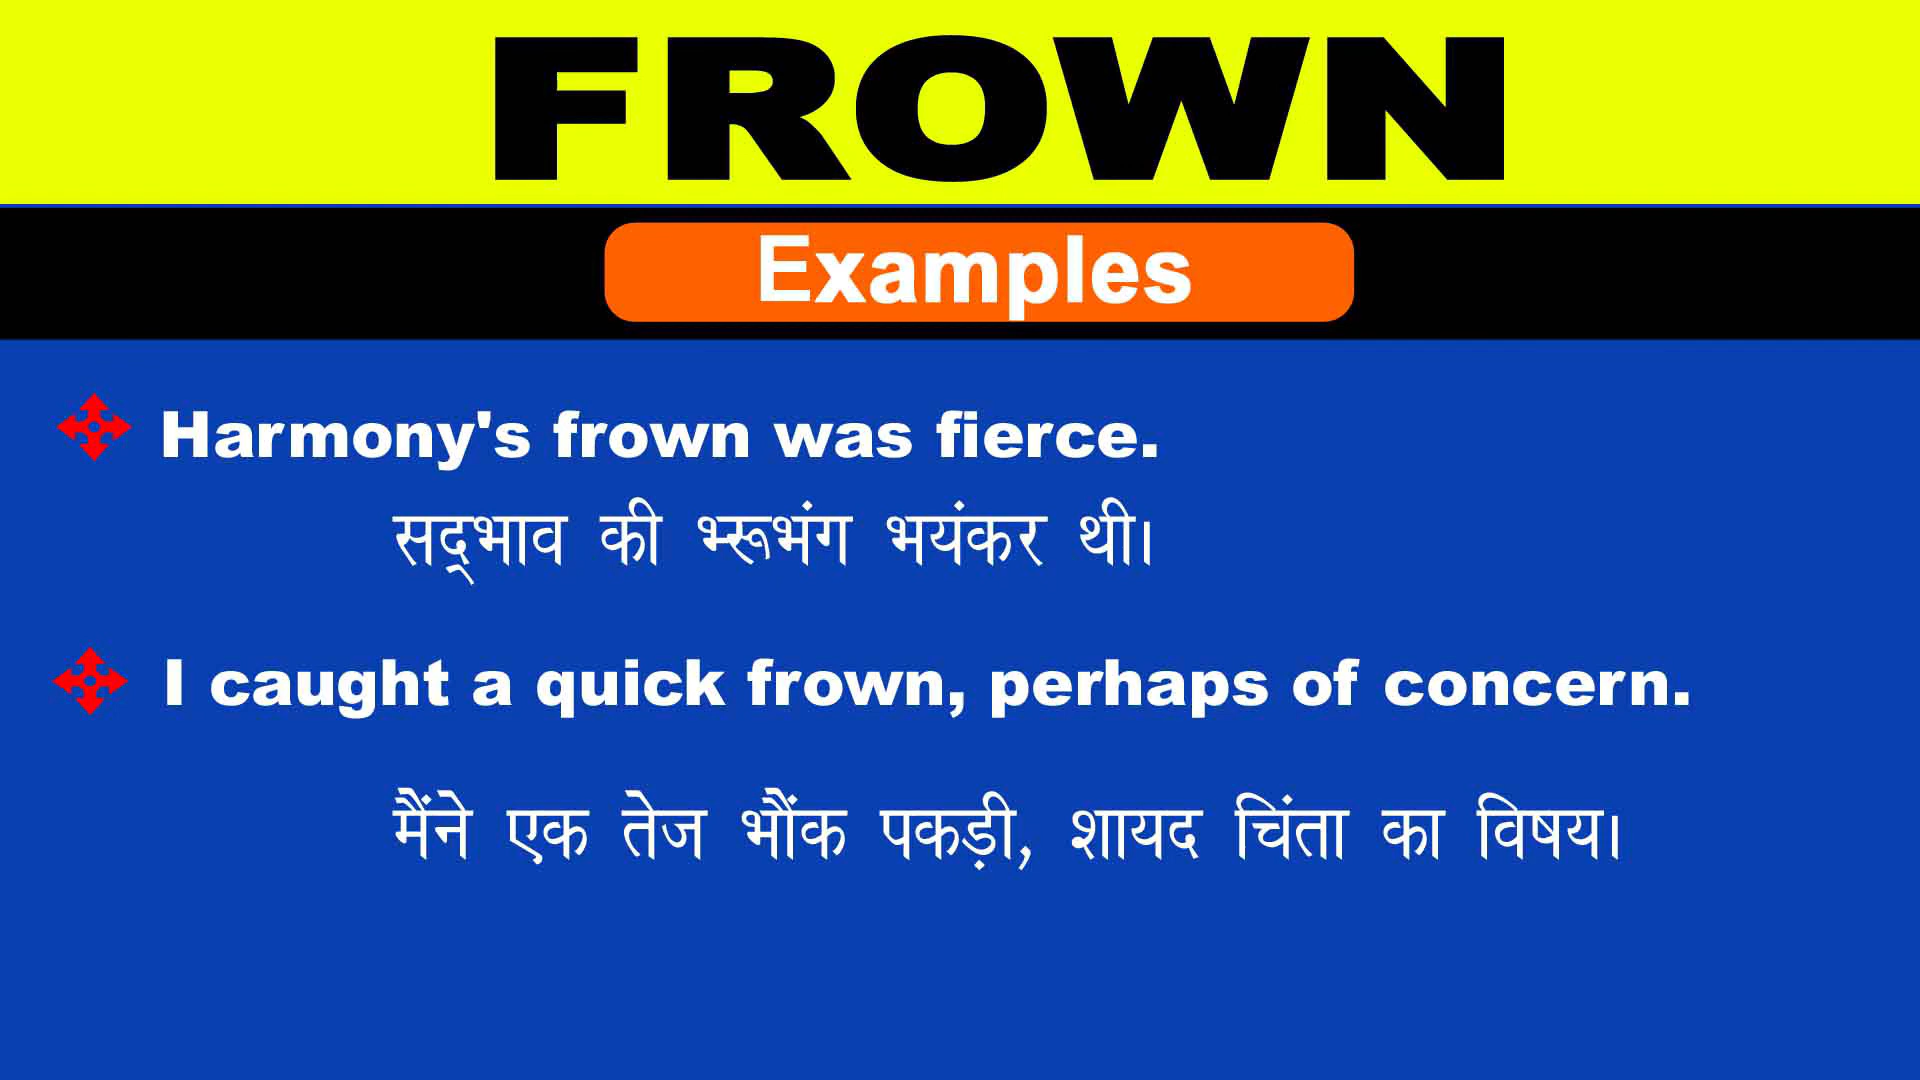 FROWN
Examples
Harmony's frown was fierce.
सद्‌भाव की भ्रूभंग भयंकर थी।
I caught a quick frown, perhaps of concern.
मैंने एक तेज भौंक पकड़ी, शायद चिंता का विषय।